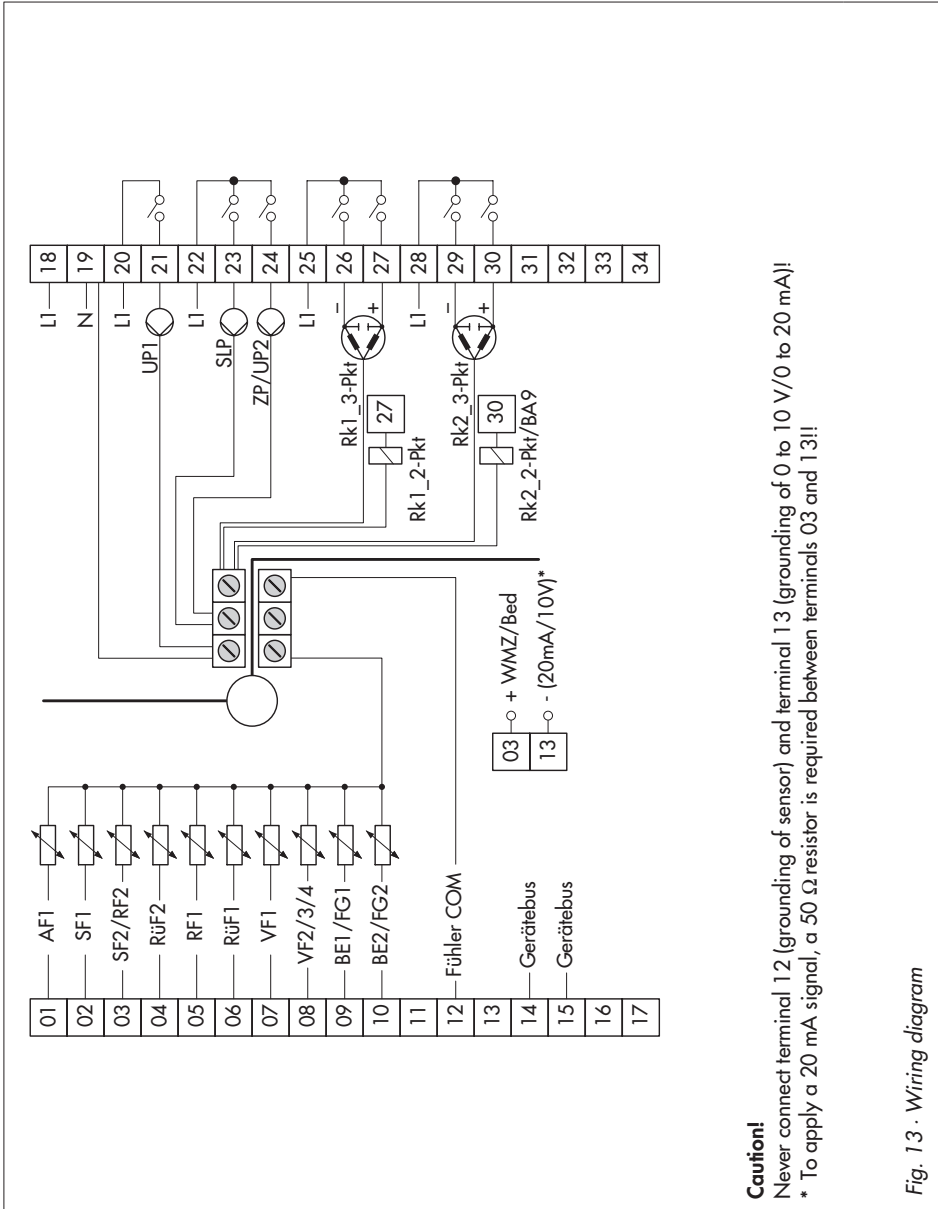 18
19
20
21
22
23
24
25
26
27
28
29
30
31
32
33
34
L1
N
L1
UP1
L1
SLP
ZP/UP2
L1
Rk1_3-Pkt
–
+
27
Rk1_2-Pkt
L1
Rk2_3-Pkt
–
+
30
Rk2_2-Pkt/BA9
03
+ WMZ/Bed
13
- (20mA/10V)*
01
AF1
02
SF1
03
SF2/RF2
04
RüF2
05
RF1
06
RüF1
07
VF1
08
VF2/3/4
09
BE1/FG1
10
BE2/FG2
11
12
Fühler COM
13
14
Gerätebus
15
Gerätebus
16
17
Caution!
Never connect terminal 12 (grounding of sensor) and terminal 13 (grounding of 0 to 10 V/0 to 20 mA)!
* To apply a 20 mA signal, a 50 Ω resistor is required between terminals 03 and 13!!
Fig. 13 · Wiring diagram